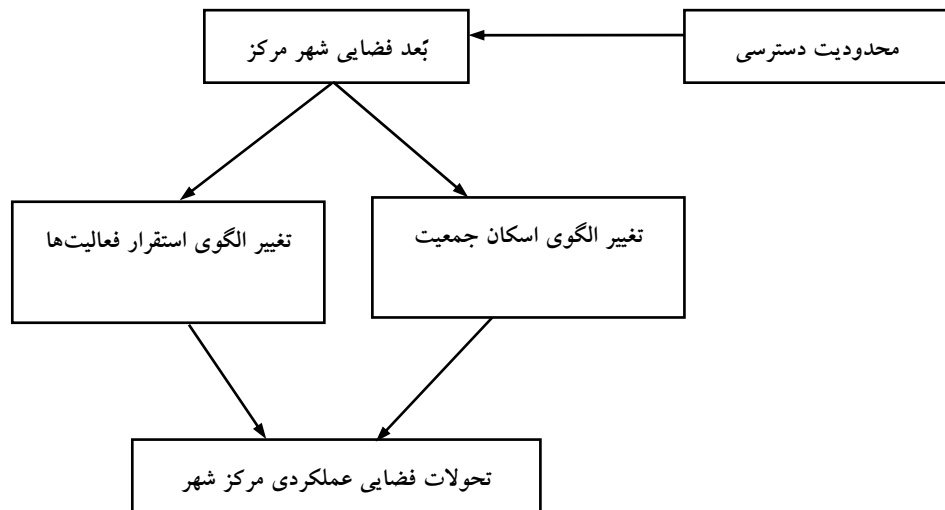 محدودیت دسترسی
بًعد فضایی شهر مرکز
تغییر الگوی اسکان جمعیت
تغییر الگوی استقرار فعالیت‌ها
تحولات فضایی عملکردی مرکز شهر